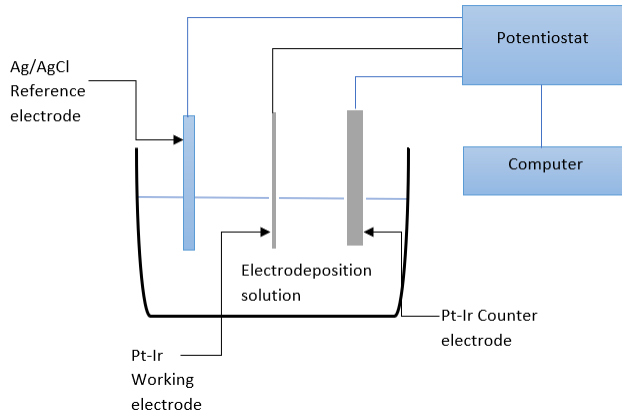 Potentiostat
Ag/AgCl
Reference
electrode
Computer
Electrodeposition
solution
Pt-Ir Counter
electrode
Pt-Ir
Working
electrode